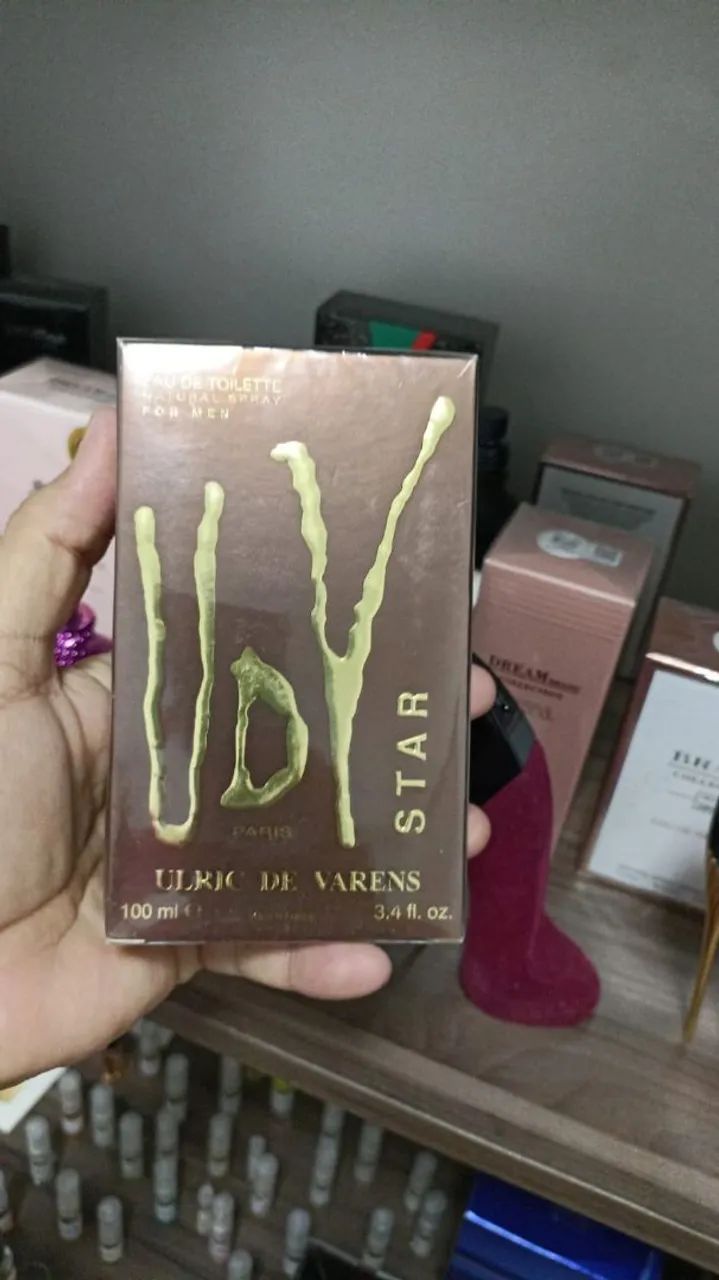 EAU DE TOILETTE
NATURAL SPRAY
FOR MEN
UDY
STAR
PARIS
ULRIC DE VARENS
100 ml e
3.4 fl. oz.
DREAM